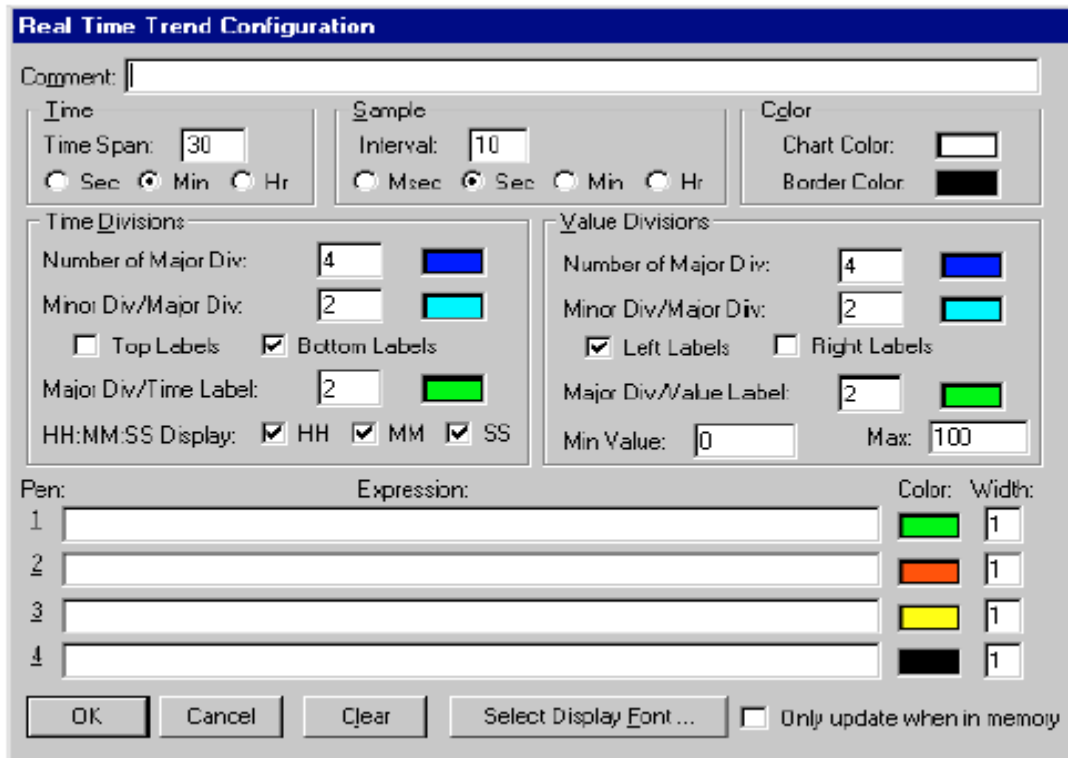 Real Time Trend Configuration
Comment:
Time
Sample
Color
Time Span: 30
Interval: 10
Chart Color:
Sec Min Hr
Msec Sec Min Hr
Border Color:
Time Divisions
Value Divisions
Number of Major Div: 4
Number of Major Div: 4
Minor Div/Major Div: 2
Minor Div/Major Div: 2
Top Labels Bottom Labels
Left Labels Right Labels
Major Div/Time Label: 2
Major Div/Value Label: 2
HH:MM:SS Display: HH MM SS
Min Value: 0 Max: 100
Pen: Expression: Color: Width:
1 1
2 1
3 1
4 1
OK Cancel Clear Select Display Font ... Only update when in memory